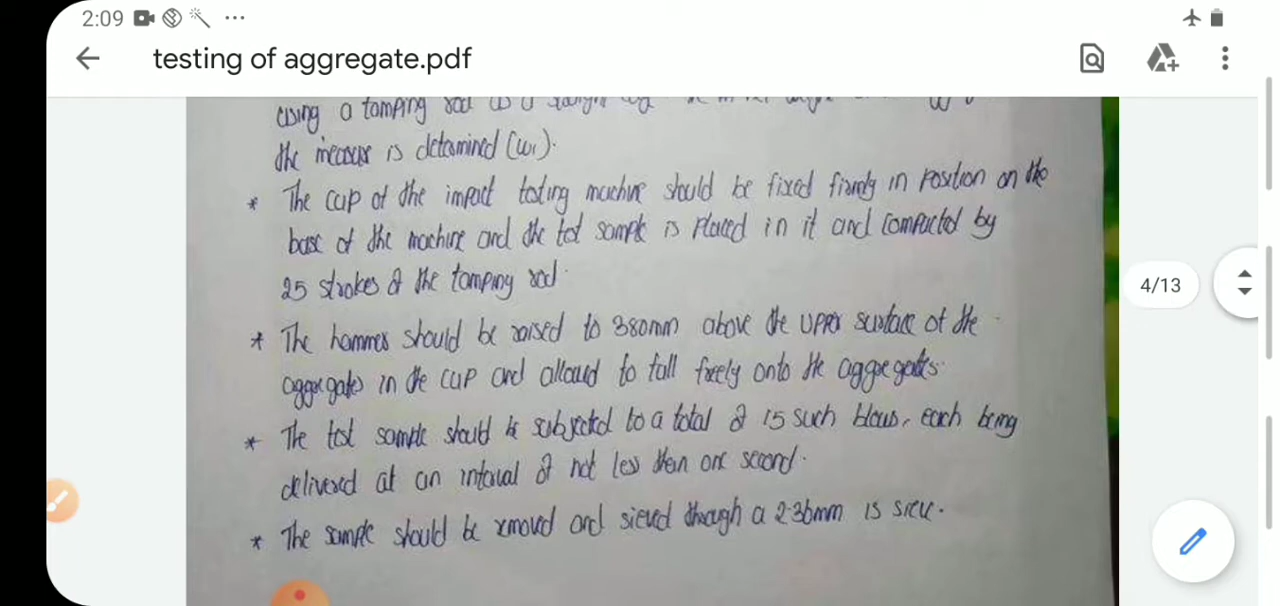 2:09
testing of aggregate.pdf
using a tamping rod as a straight
the measure is determined (w₁).
* The cup of the impact testing machine should be fixed firmly in position on the
base of the machine and the test sample is placed in it and compacted by
25 strokes of the tamping rod.
* The hammer should be raised to 380mm above the upper surface of the
aggregates in the cup and allowed to fall freely onto the aggregates.
* The test sample should be subjected to a total of 15 such blows, each being
delivered at an interval of not less than one second.
* The sample should be removed and sieved through a 2.36mm IS sieve.
4/13